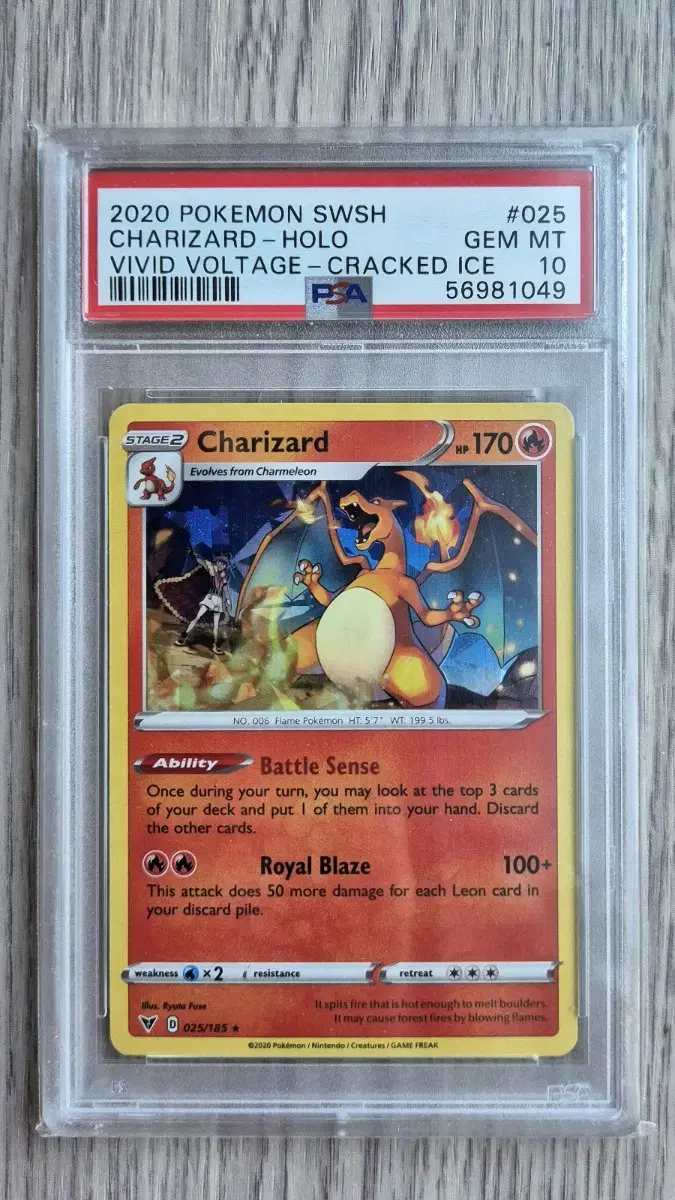 2020 POKEMON SWSH #025
CHARIZARD - HOLO GEM MT
VIVID VOLTAGE - CRACKED ICE 10
PSA 56981049
STAGE 2 Charizard HP 170
Evolves from Charmeleon
NO. 006 Flame Pokémon HT: 5'7" WT: 199.5 lbs.
Ability Battle Sense
Once during your turn, you may look at the top 3 cards
of your deck and put 1 of them into your hand. Discard
the other cards.
Royal Blaze 100+
This attack does 50 more damage for each Leon card in
your discard pile.
weakness ×2 resistance retreat
Illus. Ryuta Fuse It spits fire that is hot enough to melt boulders.
It may cause forest fires by blowing flames.
D 025/185 ★
©2020 Pokémon / Nintendo / Creatures / GAME FREAK
PSA